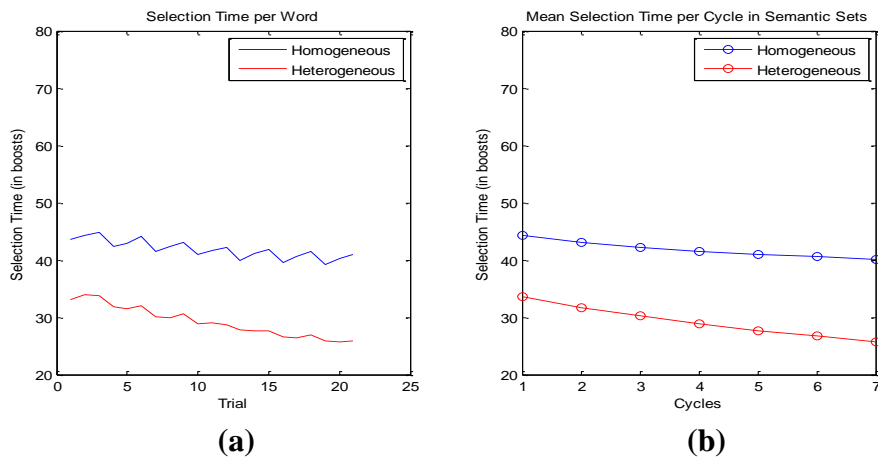 Selection Time per Word
80
70
60
50
40
30
20
Selection Time (in boosts)
Homogeneous
Heterogeneous
0
5
10
15
20
25
Trial
(a)
Mean Selection Time per Cycle in Semantic Sets
80
70
60
50
40
30
20
Selection Time (in boosts)
Homogeneous
Heterogeneous
1
2
3
4
5
6
7
Cycles
(b)